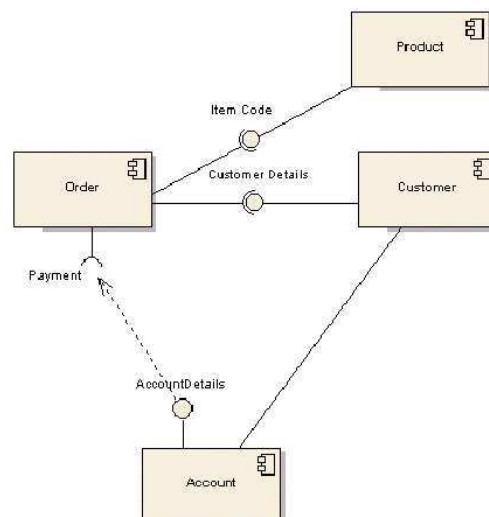 Product
Item Code
Order
Customer Details
Customer
Payment
AccountDetails
Account